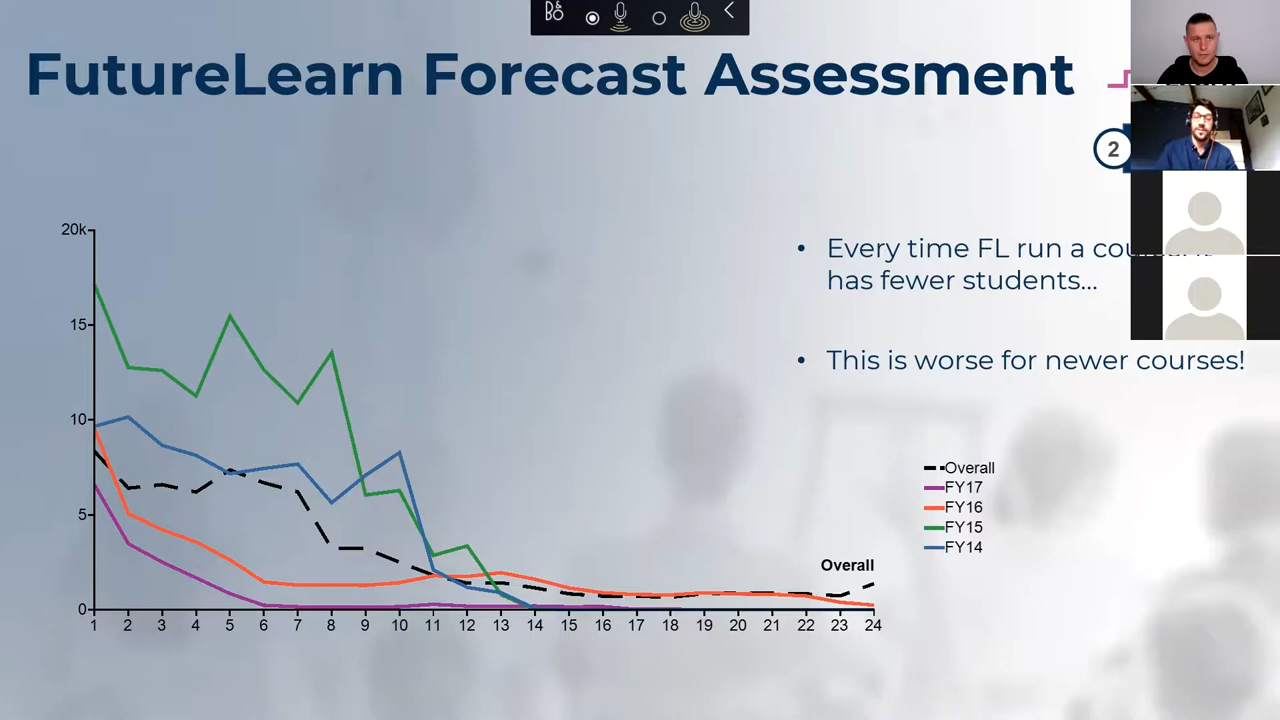 B&O
FutureLearn Forecast Assessment
2
20k
15
10
5
0
1 2 3 4 5 6 7 8 9 10 11 12 13 14 15 16 17 18 19 20 21 22 23 24
Overall
Overall
FY17
FY16
FY15
FY14
• Every time FL run a
has fewer students...
• This is worse for newer courses!